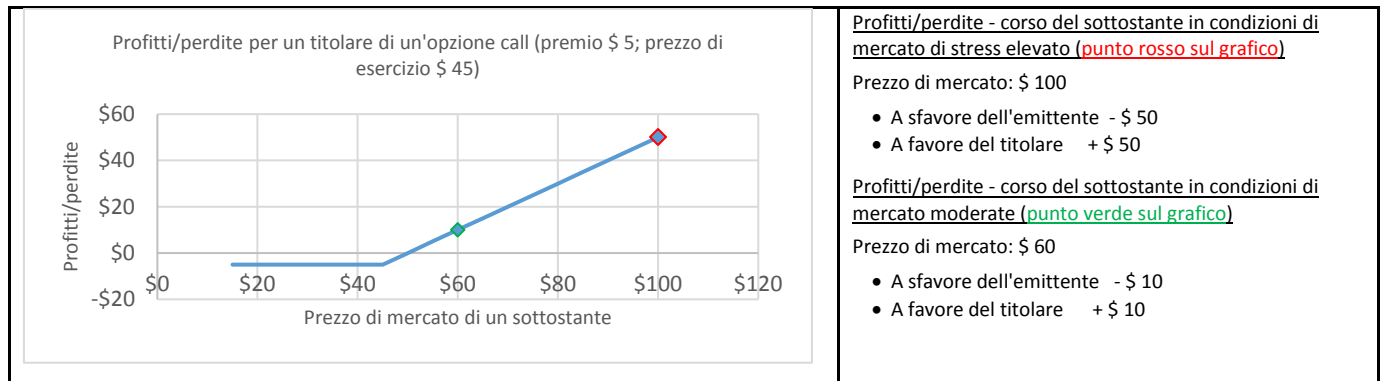 Profitti/perdite per un titolare di un'opzione call (premio $ 5; prezzo di
esercizio $ 45)
Profitti/perdite
$60
$40
$20
$0
-$20
$0
$20
$40
$60
$80
$100
$120
Prezzo di mercato di un sottostante
Profitti/perdite - corso del sottostante in condizioni di
mercato di stress elevato (punto rosso sul grafico)
Prezzo di mercato: $ 100
• A sfavore dell'emittente - $ 50
• A favore del titolare + $ 50
Profitti/perdite - corso del sottostante in condizioni di
mercato moderate (punto verde sul grafico)
Prezzo di mercato: $ 60
• A sfavore dell'emittente - $ 10
• A favore del titolare + $ 10